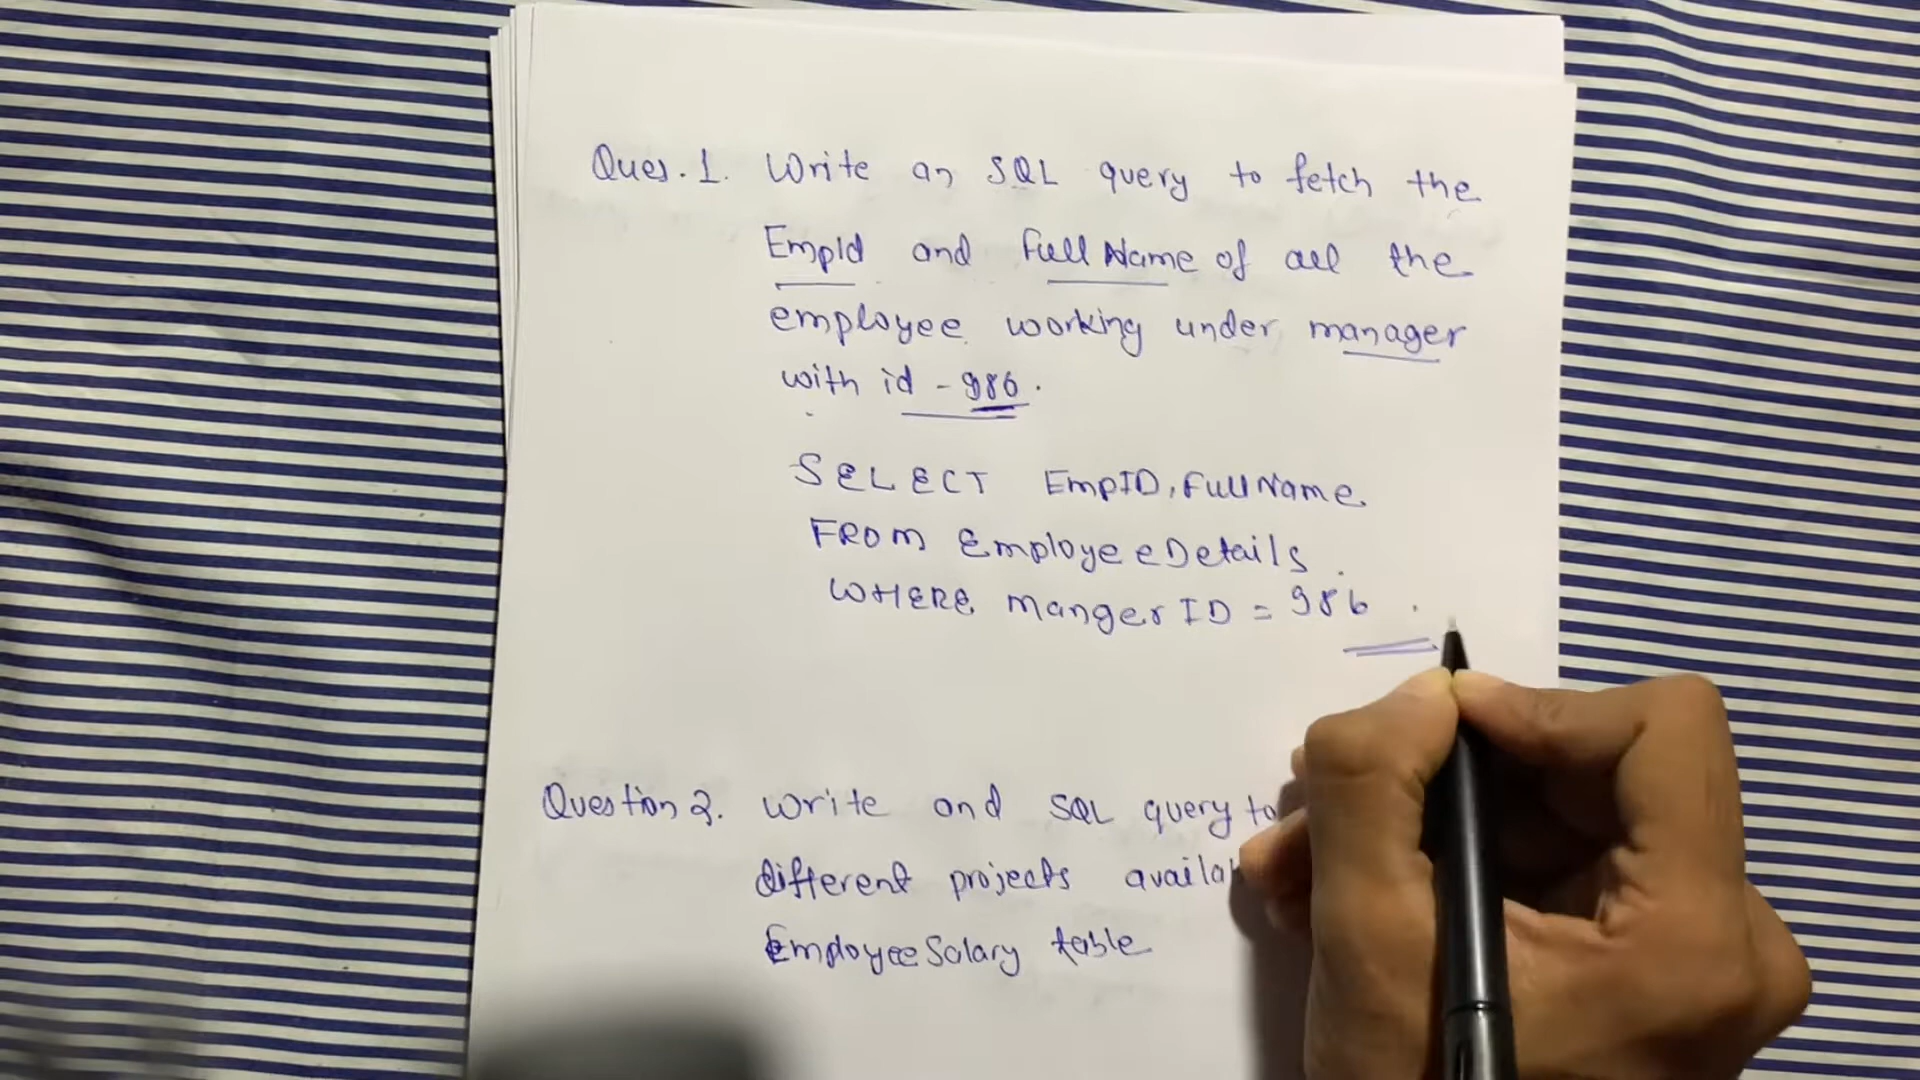 Ques. 1. Write an SQL query to fetch the
EmpId and Full Name of all the
employee working under manager
with id - 986.
SELECT EmpID, FullName
FROM EmployeeDetails
WHERE MangerID = 986
Question 2. Write and SQL query to
different projects
EmployeeSalary table